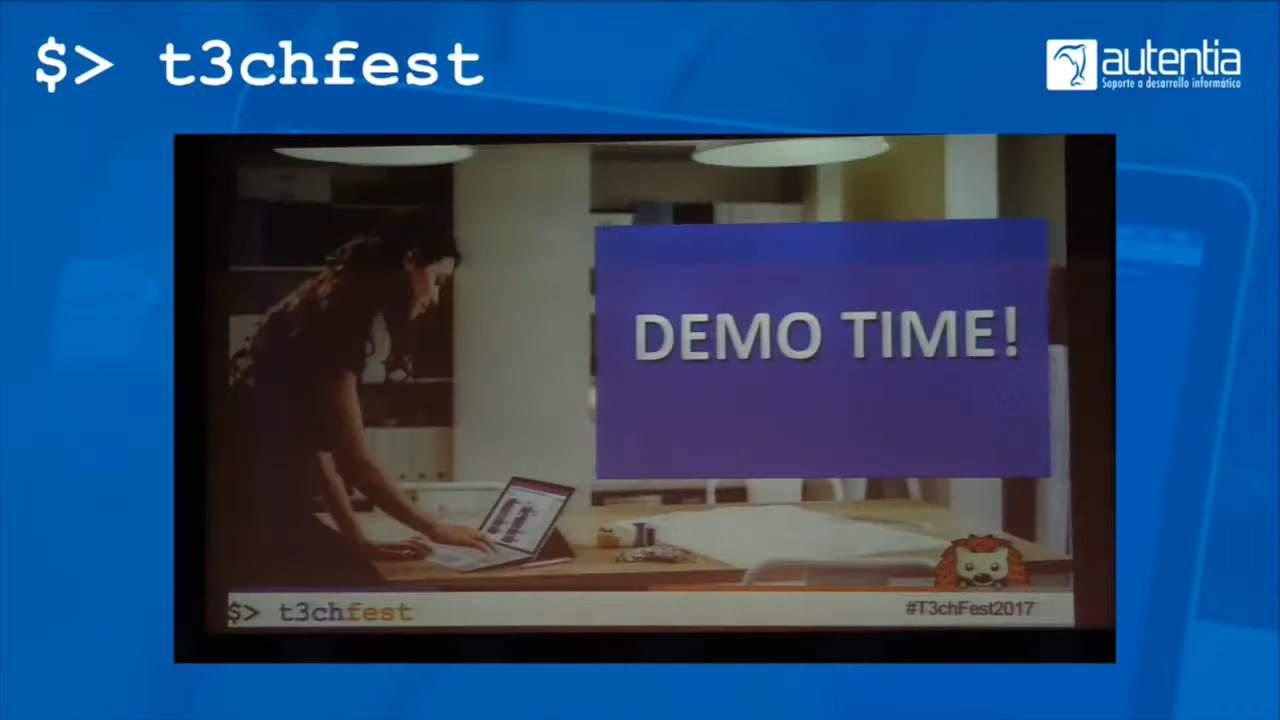 $> t3chfest
autentia
Soporte a desarrollo informático
DEMO TIME!
$> t3chfest
#T3chFest2017